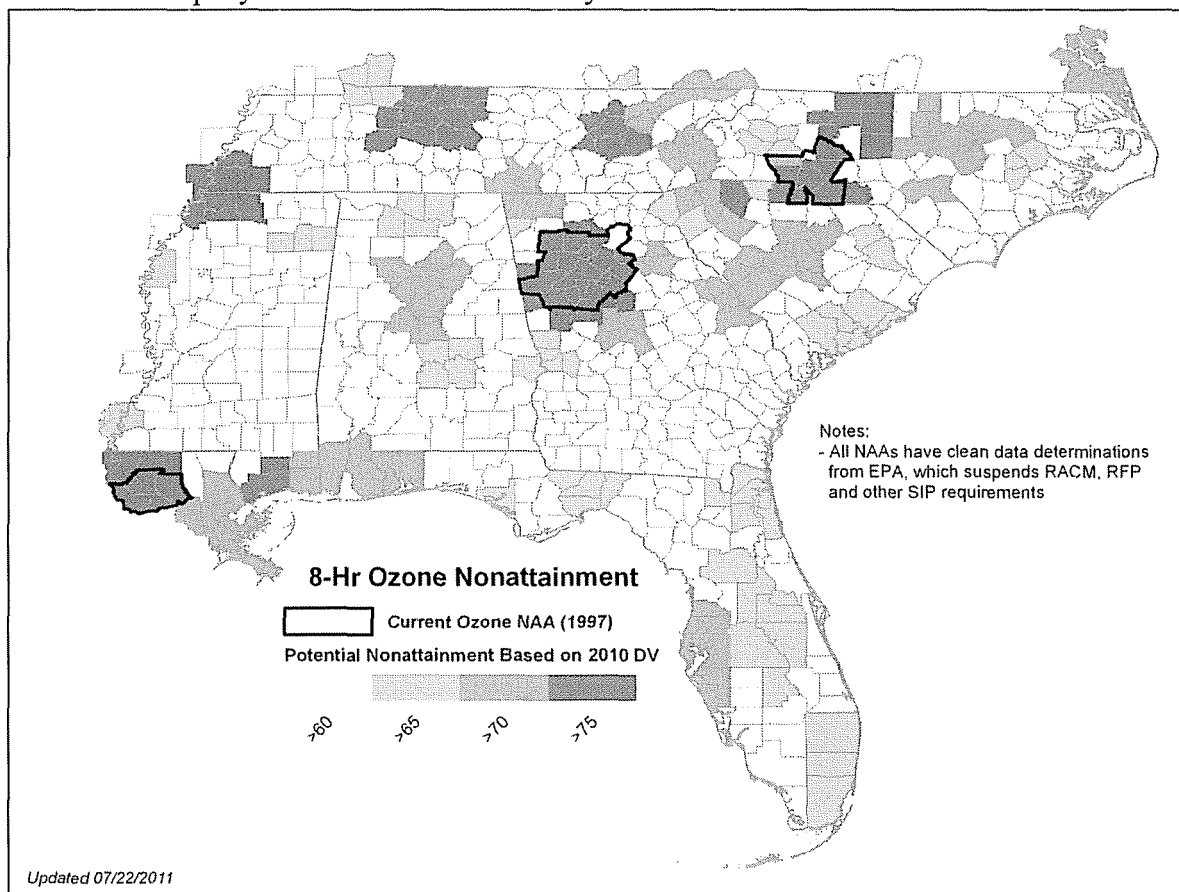 Notes:
- All NAAs have clean data determinations
from EPA, which suspends RACM, RFP
and other SIP requirements
8-Hr Ozone Nonattainment
Current Ozone NAA (1997)
Potential Nonattainment Based on 2010 DV
>60 >65 >70 >75
Updated 07/22/2011